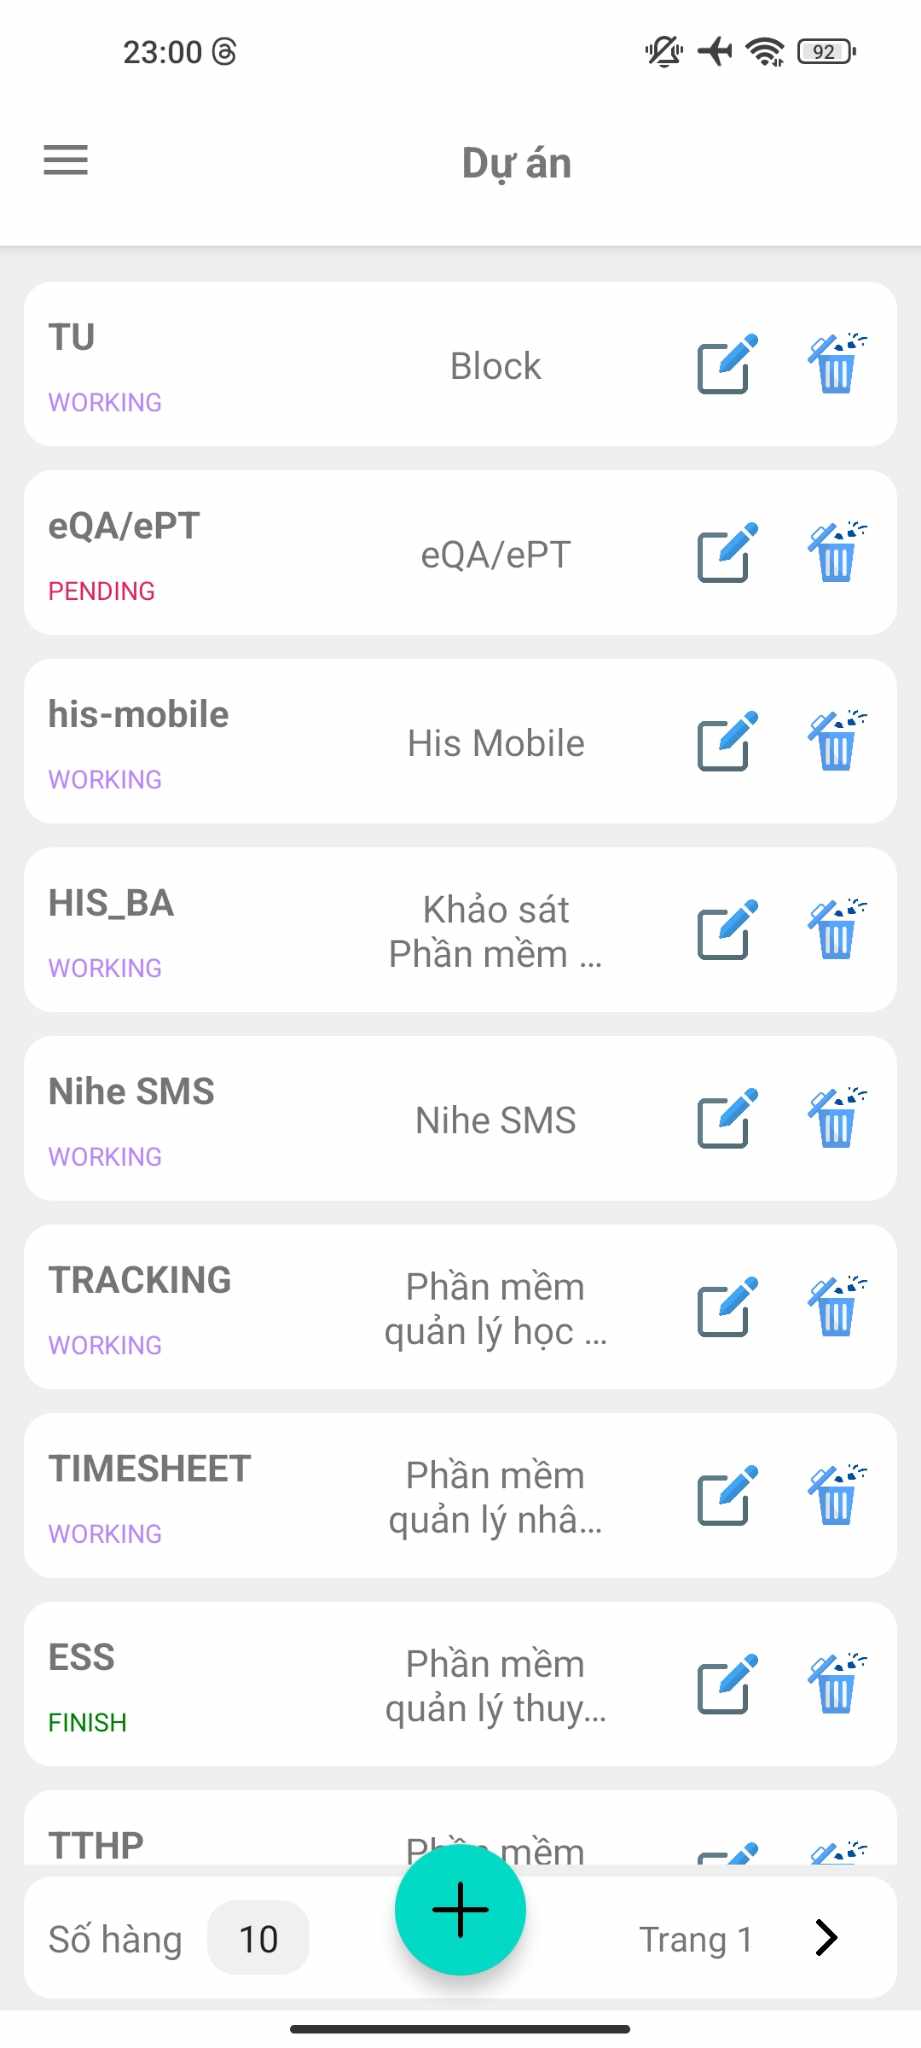 23:00
92
Dự án
TU
WORKING
Block
eQA/ePT
PENDING
eQA/ePT
his-mobile
WORKING
His Mobile
HIS_BA
WORKING
Khảo sát
Phần mềm ...
Nihe SMS
WORKING
Nihe SMS
TRACKING
WORKING
Phần mềm
quản lý học ...
TIMESHEET
WORKING
Phần mềm
quản lý nhâ...
ESS
FINISH
Phần mềm
quản lý thuy...
TTHP
Phần mềm
Số hàng
10
Trang 1